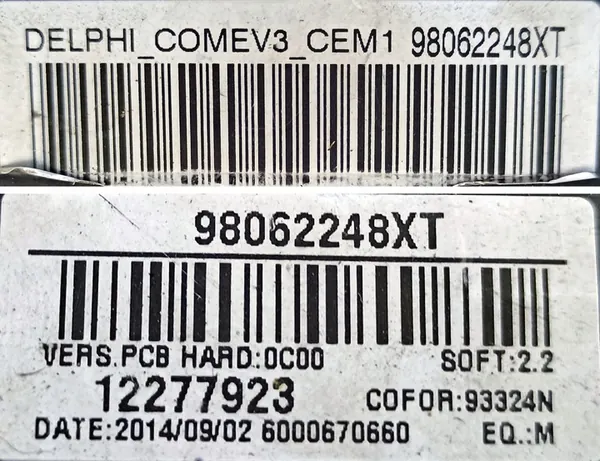 DELPHI_COMEV3_CEM1 98062248XT
98062248XT
VERS.PCB HARD:0C00 SOFT:2.2
12277923 COFOR:93324N
DATE:2014/09/02 6000670660 EQ.:M